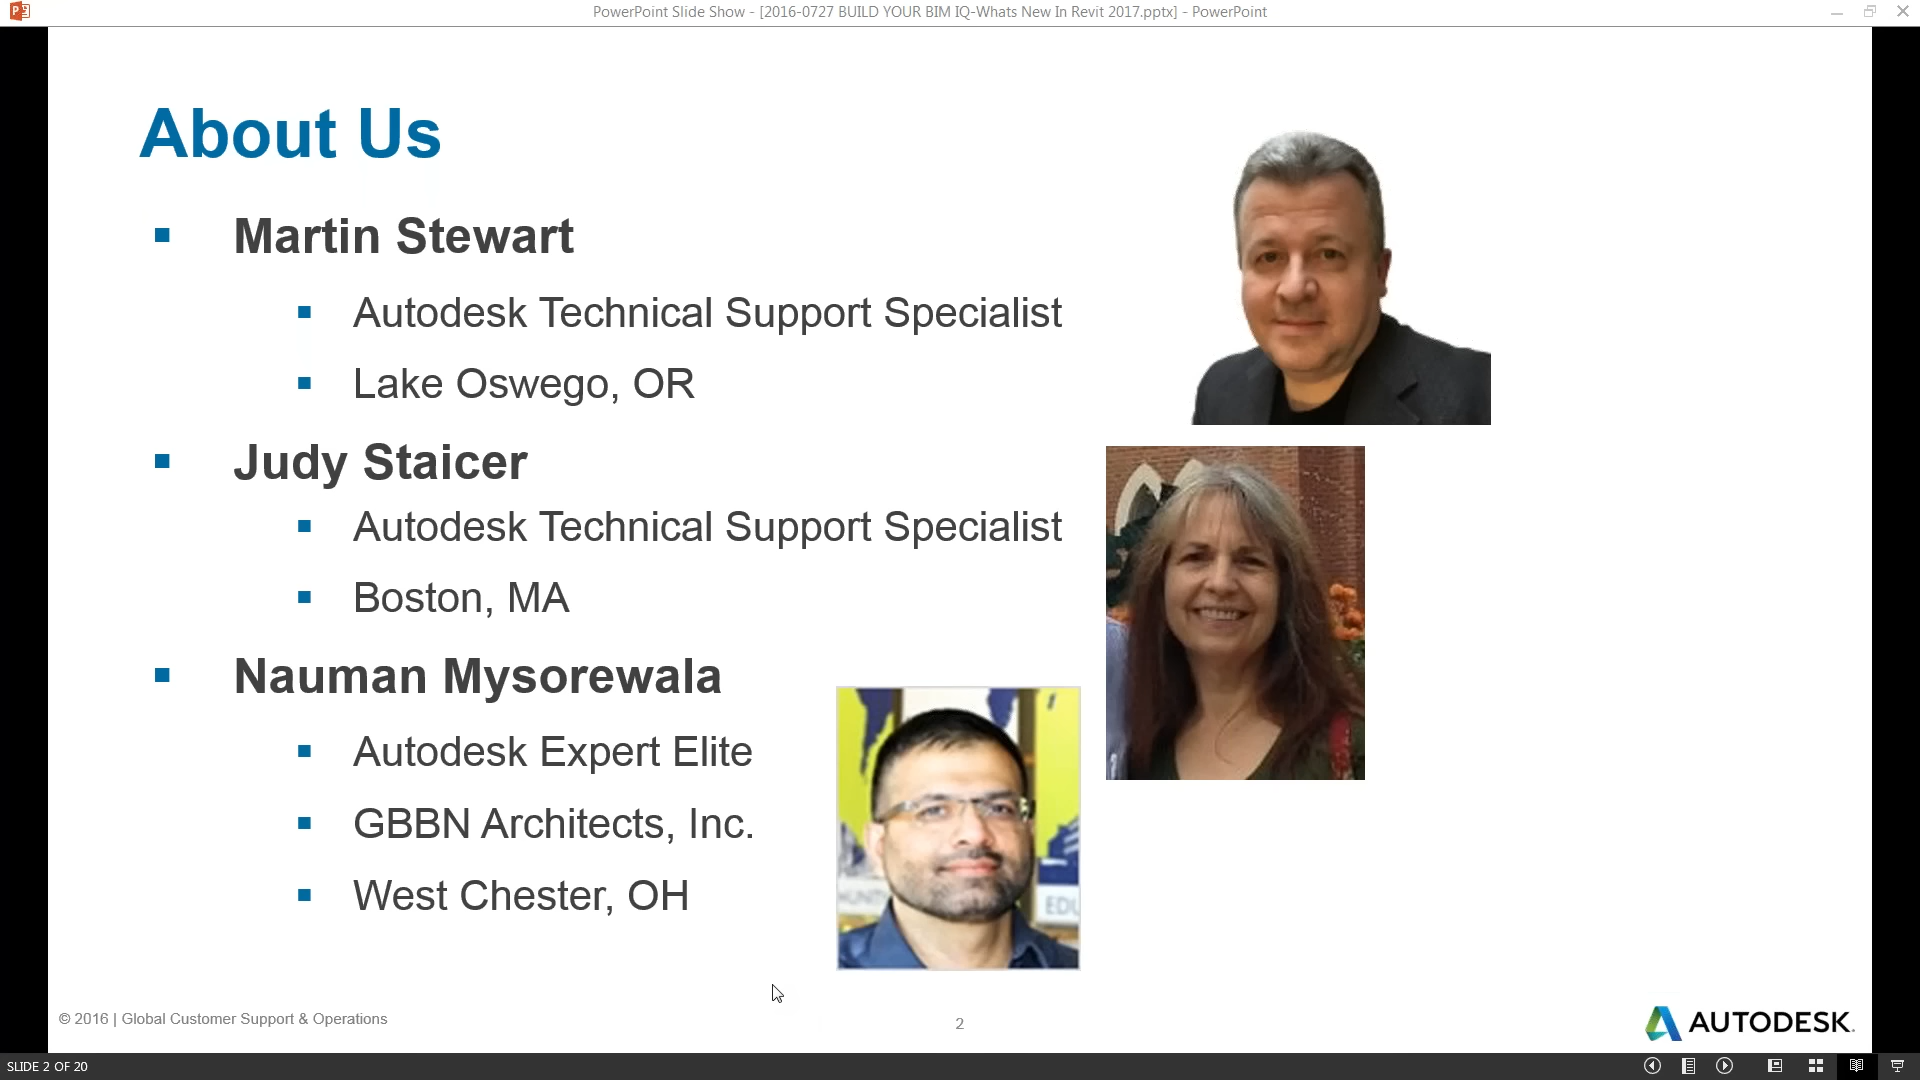 PowerPoint Slide Show - [2016-0727 BUILD YOUR BIM IQ-Whats New In Revit 2017.pptx] - PowerPoint
About Us
Martin Stewart
Autodesk Technical Support Specialist
Lake Oswego, OR
Judy Staicer
Autodesk Technical Support Specialist
Boston, MA
Nauman Mysorewala
Autodesk Expert Elite
GBBN Architects, Inc.
West Chester, OH
EDU
© 2016 | Global Customer Support & Operations
2
AUTODESK.
SLIDE 2 OF 20